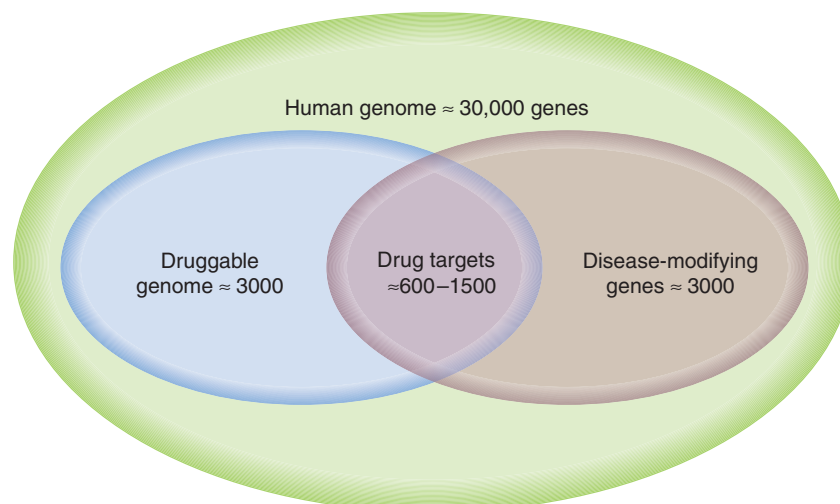 Human genome ≈ 30,000 genes
Druggable
genome ≈ 3000
Drug targets
≈600–1500
Disease-modifying
genes ≈ 3000